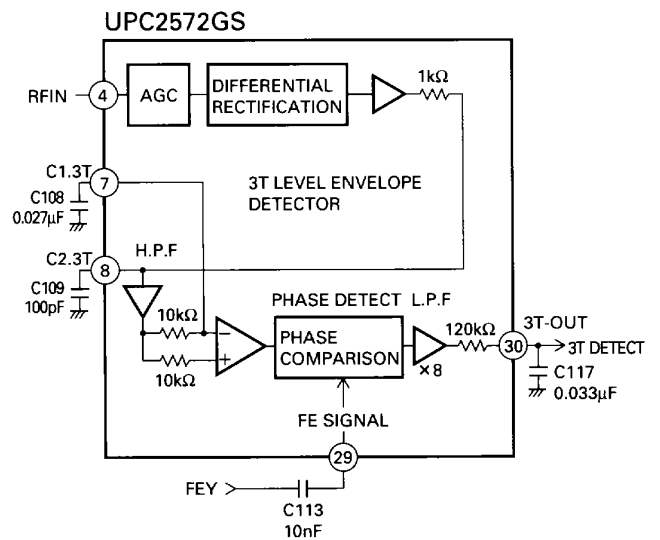 UPC2572GS
RFIN
4
AGC
DIFFERENTIAL
RECTIFICATION
1kΩ
C1.3T
7
C108
0.027μF
3T LEVEL ENVELOPE
DETECTOR
C2.3T
8
H.P.F
C109
100pF
10kΩ
−
+
10kΩ
PHASE DETECT L.P.F
PHASE
COMPARISON
×8
120kΩ
3T-OUT
30
3T DETECT
C117
0.033μF
FE SIGNAL
29
FEY
C113
10nF